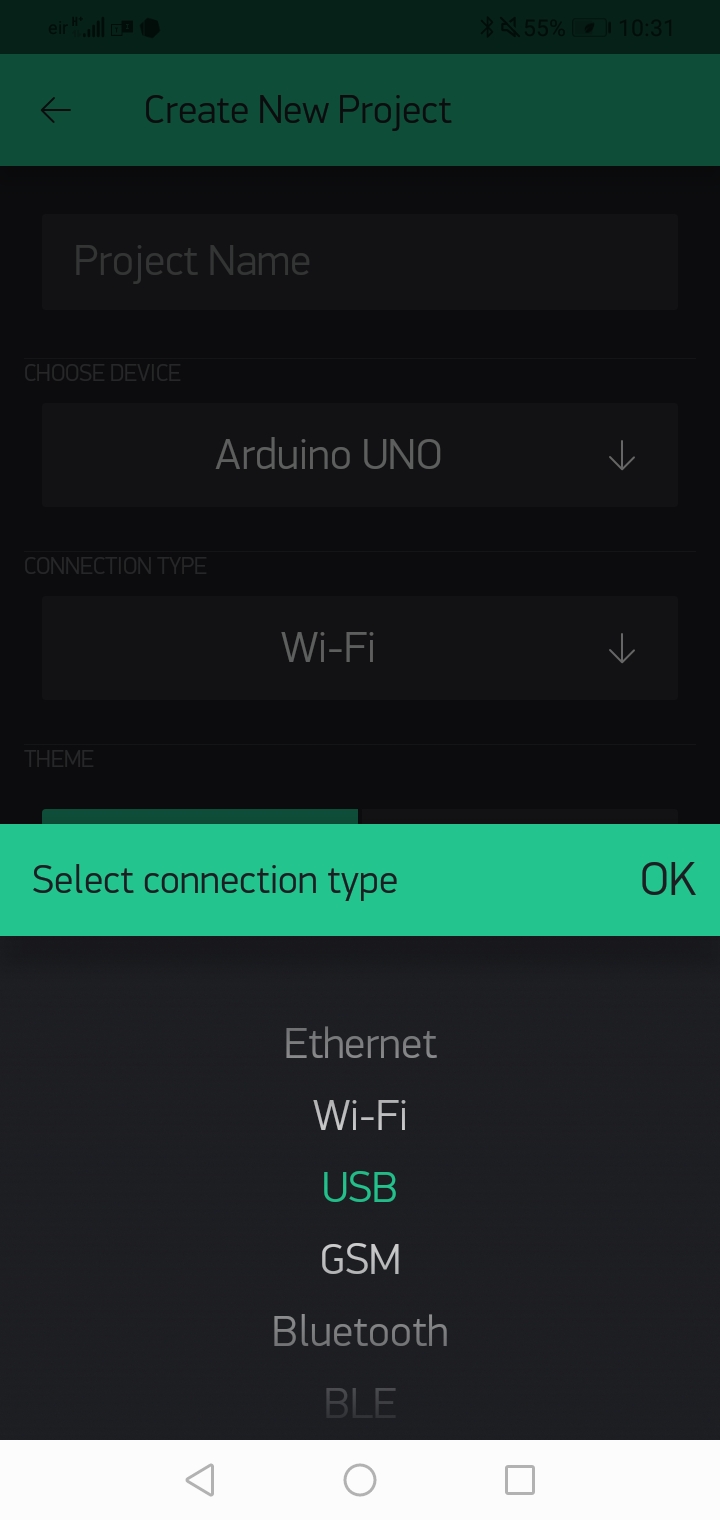 eir 55% 10:31
Create New Project
Project Name
CHOOSE DEVICE
Arduino UNO
CONNECTION TYPE
Wi-Fi
THEME
Select connection type OK
Ethernet
Wi-Fi
USB
GSM
Bluetooth
BLE